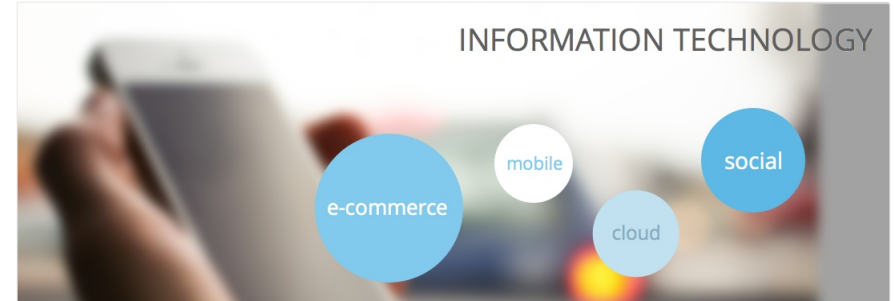 INFORMATION TECHNOLOGY
mobile
social
e-commerce
cloud